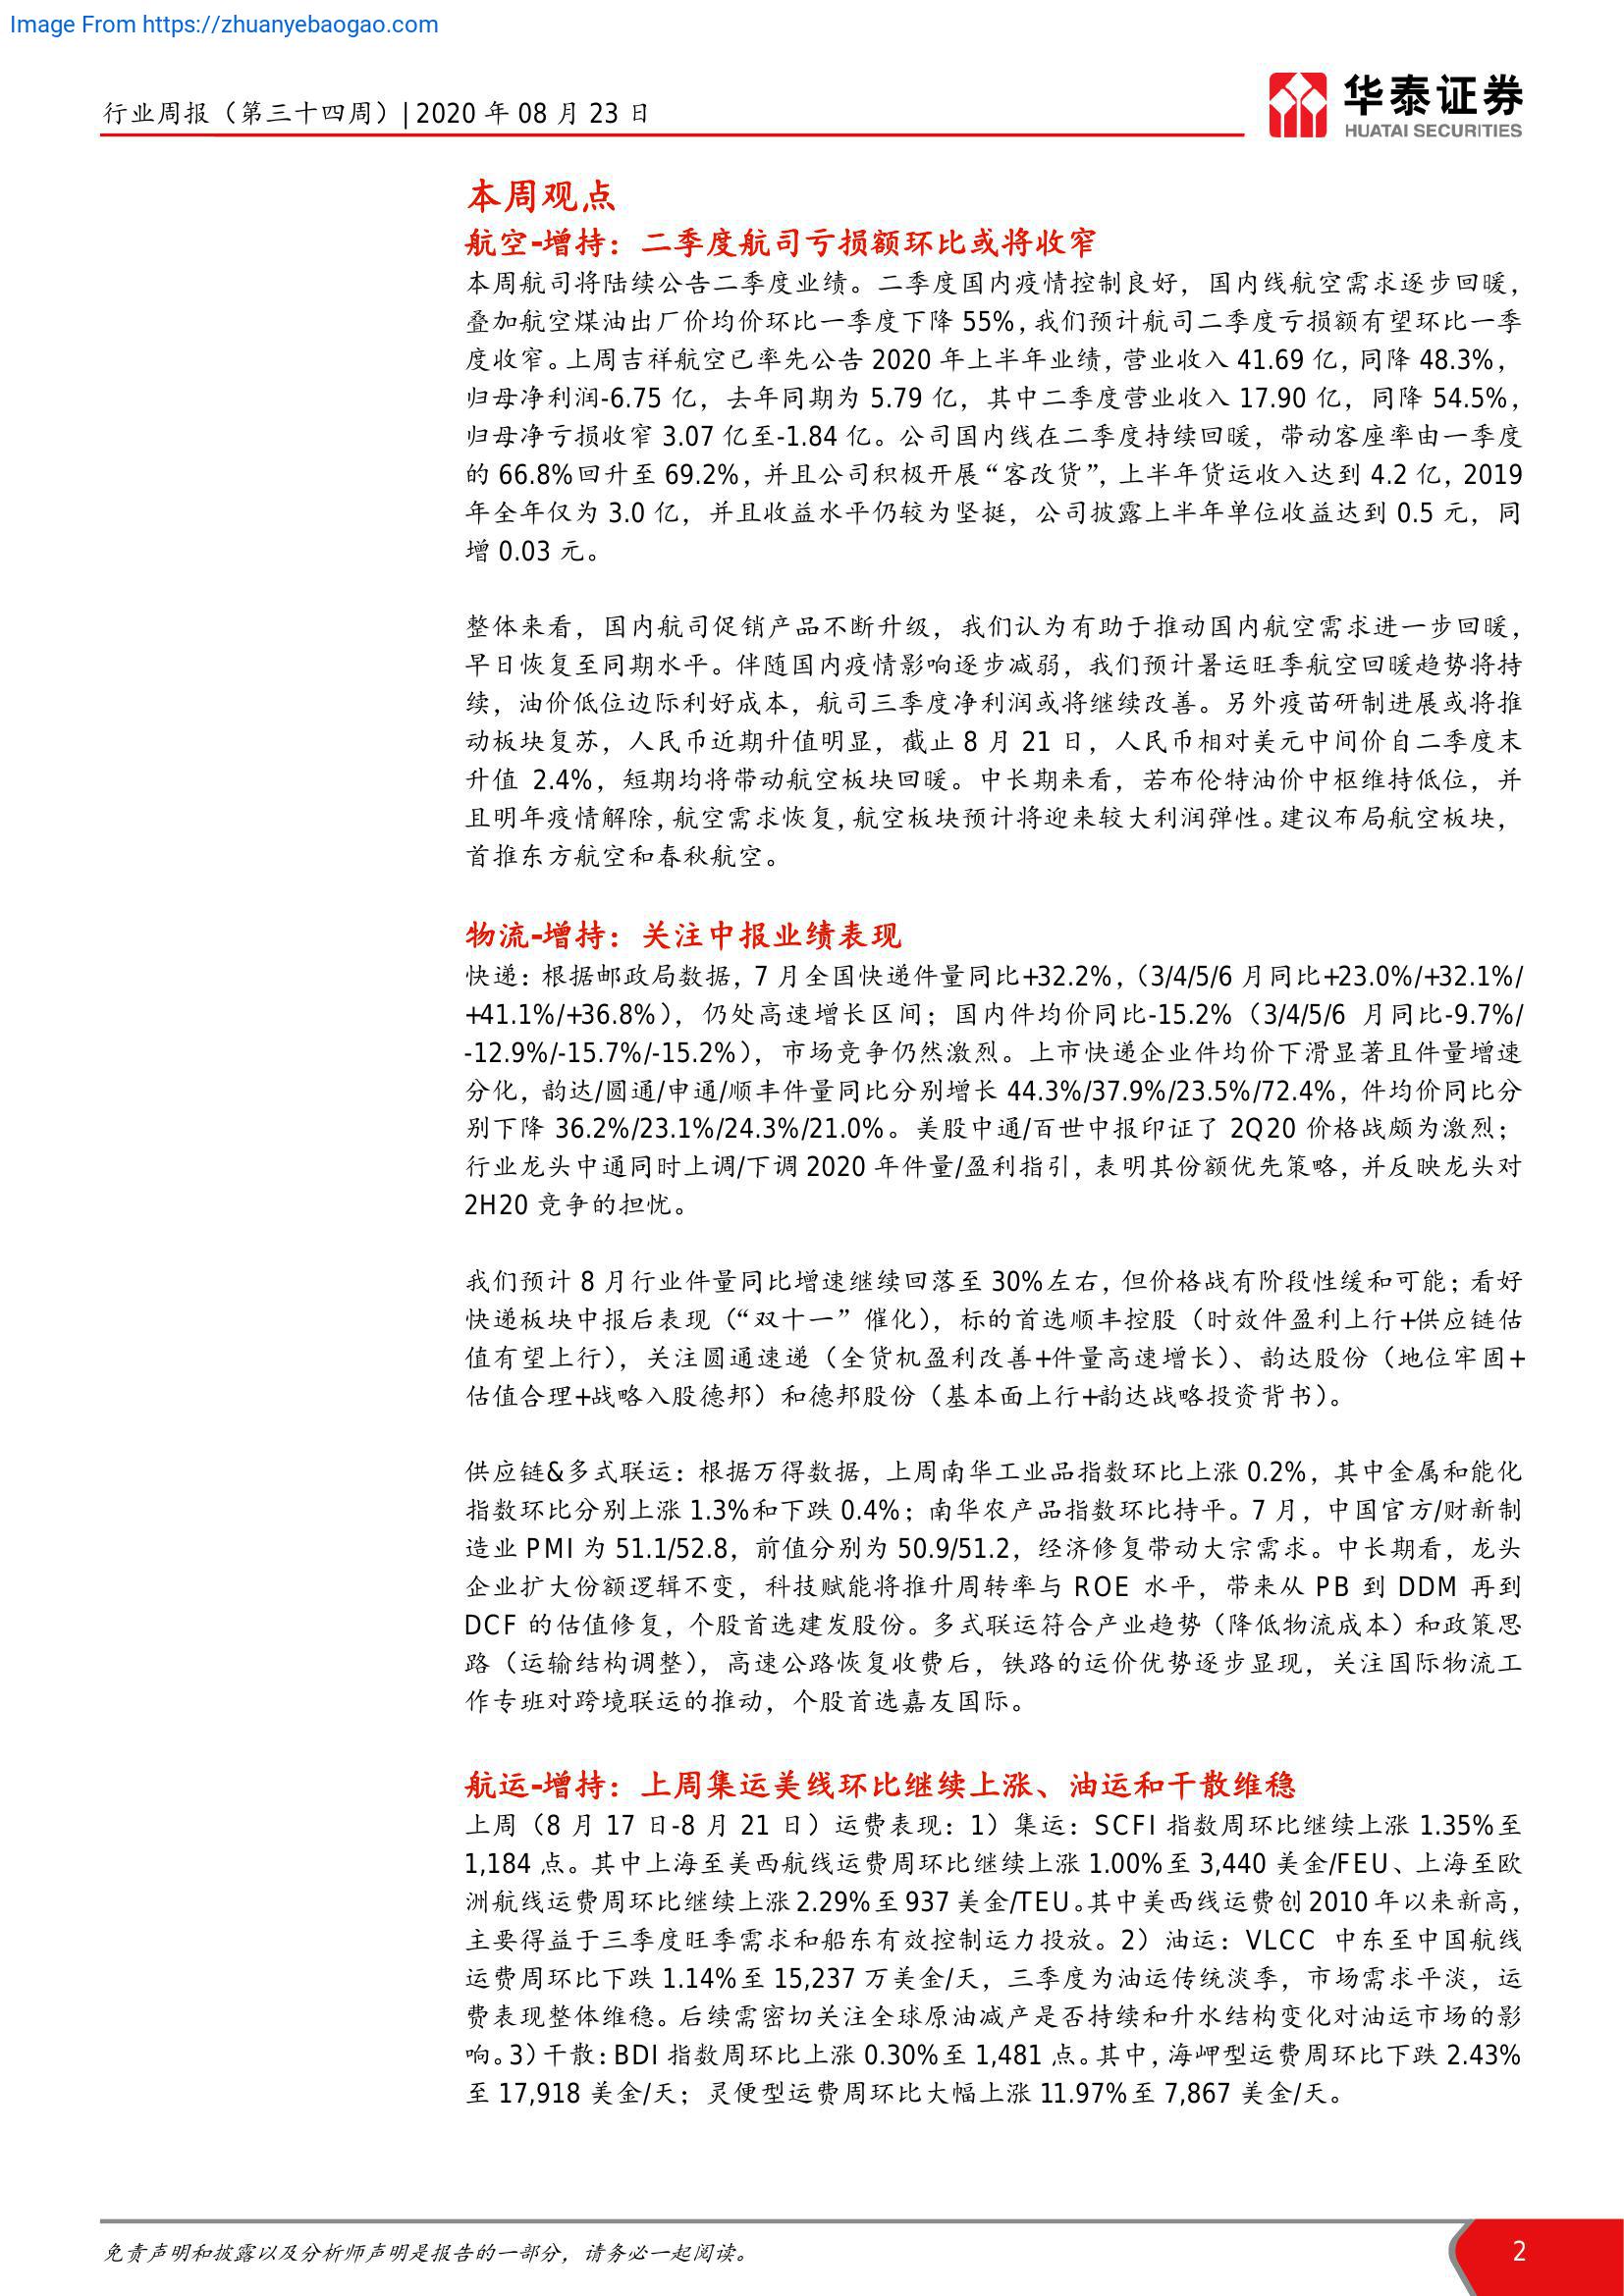 Image From https://zhuanyebaogao.com
行业周报（第三十四周）| 2020 年 08 月 23 日
华泰证券
HUATAI SECURITIES
本周观点
航空-增持：二季度航司亏损额环比或将收窄
本周航司将陆续公告二季度业绩。二季度国内疫情控制良好，国内线航空需求逐步回暖，
叠加航空煤油出厂价均价环比一季度下降 55%，我们预计航司二季度亏损额有望环比一季
度收窄。上周吉祥航空已率先公告 2020 年上半年业绩，营业收入 41.69 亿，同降 48.3%，
归母净利润-6.75 亿，去年同期为 5.79 亿，其中二季度营业收入 17.90 亿，同降 54.5%，
归母净亏损收窄 3.07 亿至-1.84 亿。公司国内线在二季度持续回暖，带动客座率由一季度
的 66.8%回升至 69.2%，并且公司积极开展“客改货”，上半年货运收入达到 4.2 亿，2019
年全年仅为 3.0 亿，并且收益水平仍较为坚挺，公司披露上半年单位收益达到 0.5 元，同
增 0.03 元。
整体来看，国内航司促销产品不断升级，我们认为有助于推动国内航空需求进一步回暖，
早日恢复至同期水平。伴随国内疫情影响逐步减弱，我们预计暑运旺季航空回暖趋势将持
续，油价低位边际利好成本，航司三季度净利润或将继续改善。另外疫苗研制进展或将推
动板块复苏，人民币近期升值明显，截止 8 月 21 日，人民币相对美元中间价自二季度末
升值 2.4%，短期均将带动航空板块回暖。中长期来看，若布伦特油价中枢维持低位，并
且明年疫情解除，航空需求恢复，航空板块预计将迎来较大利润弹性。建议布局航空板块，
首推东方航空和春秋航空。
物流-增持：关注中报业绩表现
快递：根据邮政局数据，7 月全国快递件量同比+32.2%，（3/4/5/6 月同比+23.0%/+32.1%/
+41.1%/+36.8%），仍处高速增长区间；国内件均价同比-15.2%（3/4/5/6 月同比-9.7%/
-12.9%/-15.7%/-15.2%），市场竞争仍然激烈。上市快递企业件均价下滑显著且件量增速
分化，韵达/圆通/申通/顺丰件量同比分别增长 44.3%/37.9%/23.5%/72.4%，件均价同比分
别下降 36.2%/23.1%/24.3%/21.0%。美股中通/百世中报印证了 2Q20 价格战颇为激烈；
行业龙头中通同时上调/下调 2020 年件量/盈利指引，表明其份额优先策略，并反映龙头对
2H20 竞争的担忧。
我们预计 8 月行业件量同比增速继续回落至 30%左右，但价格战有阶段性缓和可能；看好
快递板块中报后表现（“双十一”催化），标的首选顺丰控股（时效件盈利上行+供应链估
值有望上行），关注圆通速递（全货机盈利改善+件量高速增长）、韵达股份（地位牢固+
估值合理+战略入股德邦）和德邦股份（基本面上行+韵达战略投资背书）。
供应链&多式联运：根据万得数据，上周南华工业品指数环比上涨 0.2%，其中金属和能化
指数环比分别上涨 1.3%和下跌 0.4%；南华农产品指数环比持平。7 月，中国官方/财新制
造业 PMI 为 51.1/52.8，前值分别为 50.9/51.2，经济修复带动大宗需求。中长期看，龙头
企业扩大份额逻辑不变，科技赋能将推升周转率与 ROE 水平，带来从 PB 到 DDM 再到
DCF 的估值修复，个股首选建发股份。多式联运符合产业趋势（降低物流成本）和政策思
路（运输结构调整），高速公路恢复收费后，铁路的运价优势逐步显现，关注国际物流工
作专班对跨境联运的推动，个股首选嘉友国际。
航运-增持：上周集运美线环比继续上涨、油运和干散维稳
上周（8 月 17 日-8 月 21 日）运费表现：1）集运：SCFI 指数周环比继续上涨 1.35%至
1,184 点。其中上海至美西航线运费周环比继续上涨 1.00%至 3,440 美金/FEU、上海至欧
洲航线运费周环比继续上涨 2.29%至 937 美金/TEU。其中美西线运费创 2010 年以来新高，
主要得益于三季度旺季需求和船东有效控制运力投放。2）油运：VLCC 中东至中国航线
运费周环比下跌 1.14%至 15,237 万美金/天，三季度为油运传统淡季，市场需求平淡，运
费表现整体维稳。后续需密切关注全球原油减产是否持续和升水结构变化对油运市场的影
响。3）干散：BDI 指数周环比上涨 0.30%至 1,481 点。其中，海岬型运费周环比下跌 2.43%
至 17,918 美金/天；灵便型运费周环比大幅上涨 11.97%至 7,867 美金/天。
免责声明和披露以及分析师声明是报告的一部分，请务必一起阅读。
2